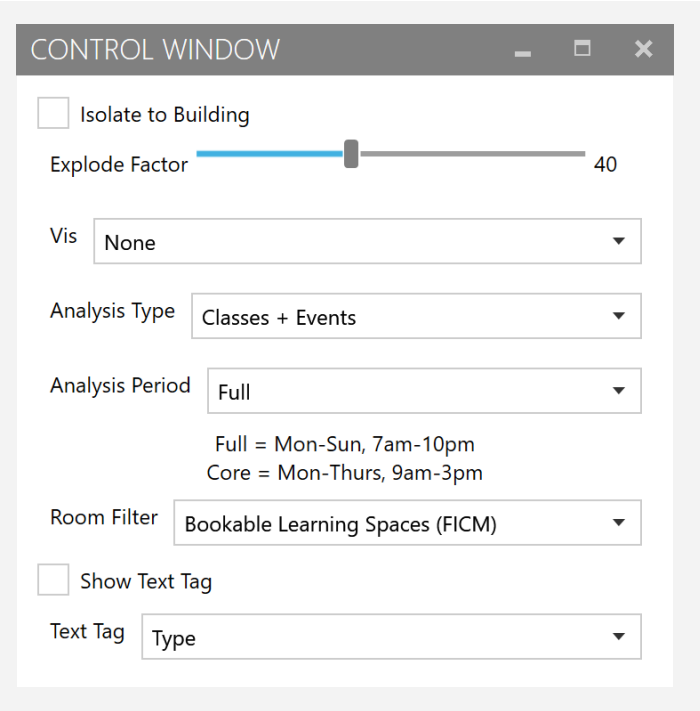 CONTROL WINDOW
Isolate to Building
Explode Factor 40
Vis None
Analysis Type Classes + Events
Analysis Period Full
Full = Mon-Sun, 7am-10pm
Core = Mon-Thurs, 9am-3pm
Room Filter Bookable Learning Spaces (FICM)
Show Text Tag
Text Tag Type